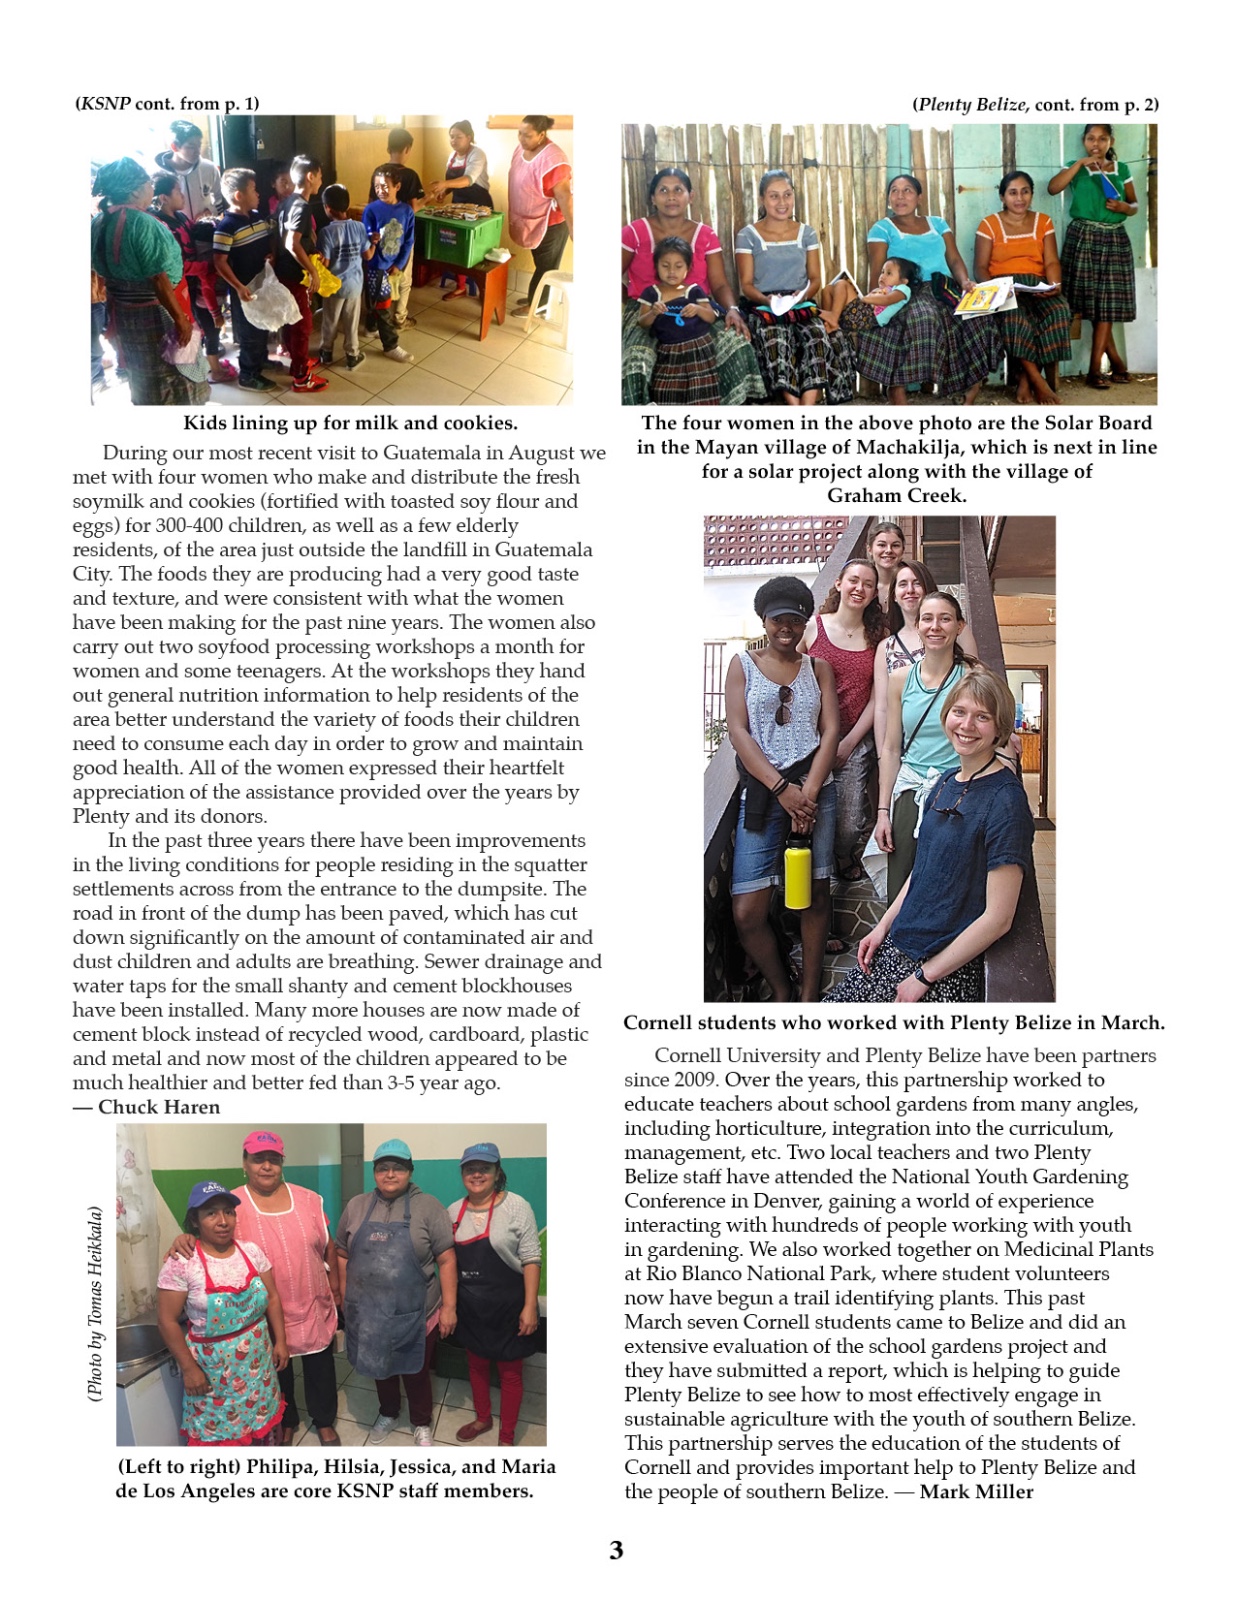 (KSNP cont. from p. 1)
Kids lining up for milk and cookies.
During our most recent visit to Guatemala in August we
met with four women who make and distribute the fresh
soymilk and cookies (fortified with toasted soy flour and
eggs) for 300-400 children, as well as a few elderly
residents, of the area just outside the landfill in Guatemala
City. The foods they are producing had a very good taste
and texture, and were consistent with what the women
have been making for the past nine years. The women also
carry out two soyfood processing workshops a month for
women and some teenagers. At the workshops they hand
out general nutrition information to help residents of the
area better understand the variety of foods their children
need to consume each day in order to grow and maintain
good health. All of the women expressed their heartfelt
appreciation of the assistance provided over the years by
Plenty and its donors.
In the past three years there have been improvements
in the living conditions for people residing in the squatter
settlements across from the entrance to the dumpsite. The
road in front of the dump has been paved, which has cut
down significantly on the amount of contaminated air and
dust children and adults are breathing. Sewer drainage and
water taps for the small shanty and cement blockhouses
have been installed. Many more houses are now made of
cement block instead of recycled wood, cardboard, plastic
and metal and now most of the children appeared to be
much healthier and better fed than 3-5 year ago.
— Chuck Haren
(Photo by Tomas Heikkala)
(Left to right) Philipa, Hilsia, Jessica, and Maria
de Los Angeles are core KSNP staff members.
(Plenty Belize, cont. from p. 2)
The four women in the above photo are the Solar Board
in the Mayan village of Machakilja, which is next in line
for a solar project along with the village of
Graham Creek.
Cornell students who worked with Plenty Belize in March.
Cornell University and Plenty Belize have been partners
since 2009. Over the years, this partnership worked to
educate teachers about school gardens from many angles,
including horticulture, integration into the curriculum,
management, etc. Two local teachers and two Plenty
Belize staff have attended the National Youth Gardening
Conference in Denver, gaining a world of experience
interacting with hundreds of people working with youth
in gardening. We also worked together on Medicinal Plants
at Rio Blanco National Park, where student volunteers
now have begun a trail identifying plants. This past
March seven Cornell students came to Belize and did an
extensive evaluation of the school gardens project and
they have submitted a report, which is helping to guide
Plenty Belize to see how to most effectively engage in
sustainable agriculture with the youth of southern Belize.
This partnership serves the education of the students of
Cornell and provides important help to Plenty Belize and
the people of southern Belize. — Mark Miller
3